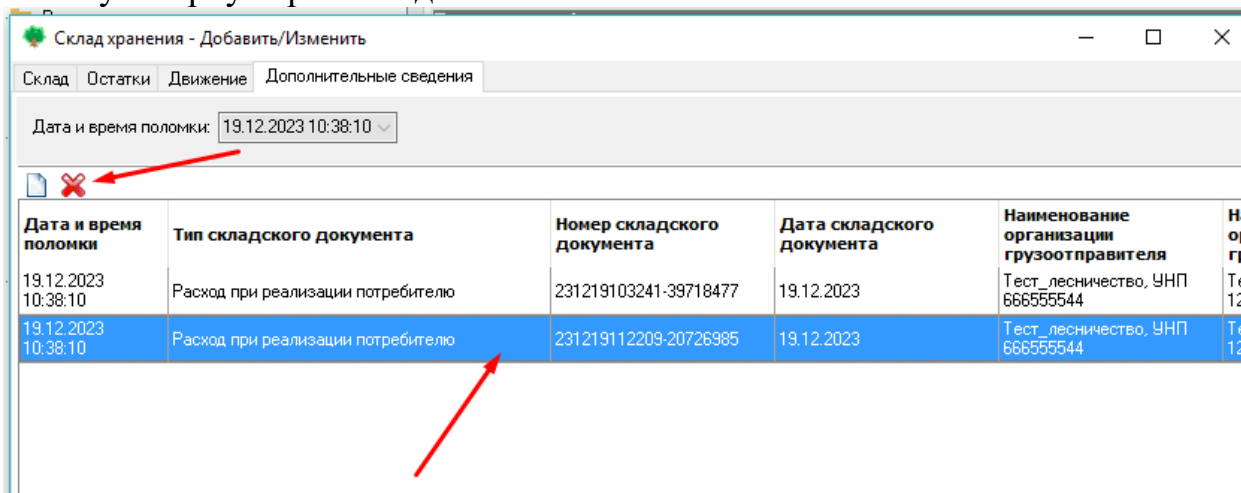 Склад хранения - Добавить/Изменить
Склад Остатки Движение Дополнительные сведения
Дата и время поломки: 19.12.2023 10:38:10
Дата и время поломки
Тип складского документа
Номер складского документа
Дата складского документа
Наименование организации грузоотправителя
19.12.2023 10:38:10
Расход при реализации потребителю
231219103241-39718477
19.12.2023
Тест_лесничество, УНП 666555544
19.12.2023 10:38:10
Расход при реализации потребителю
231219112209-20726985
19.12.2023
Тест_лесничество, УНП 666555544